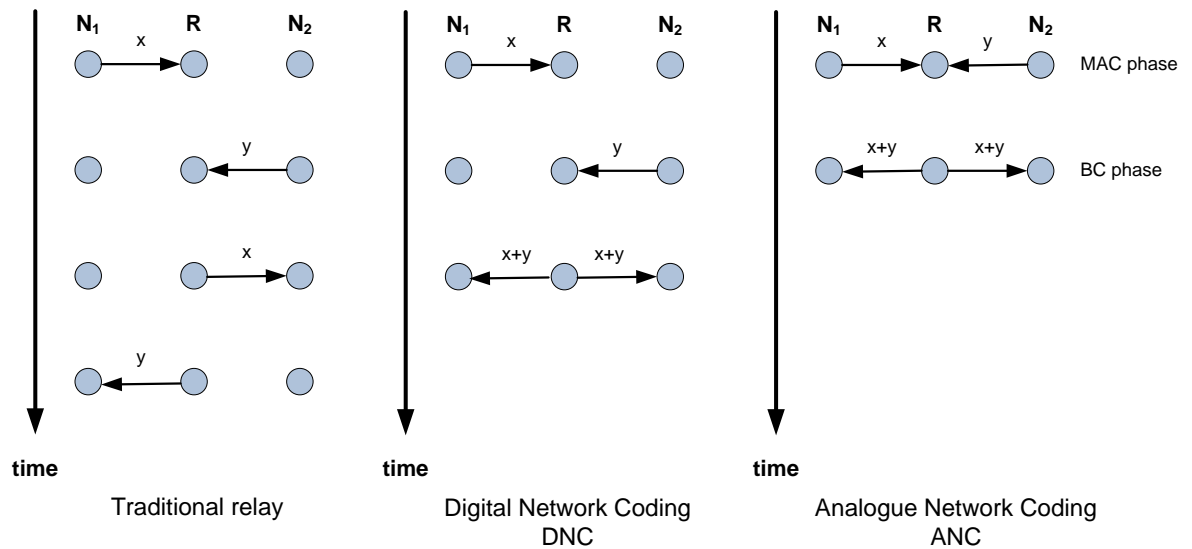 N₁ R N₂
x
y
x
y
time
Traditional relay
N₁ R N₂
x
y
x+y x+y
time
Digital Network Coding
DNC
N₁ R N₂
x y
MAC phase
x+y x+y
BC phase
time
Analogue Network Coding
ANC